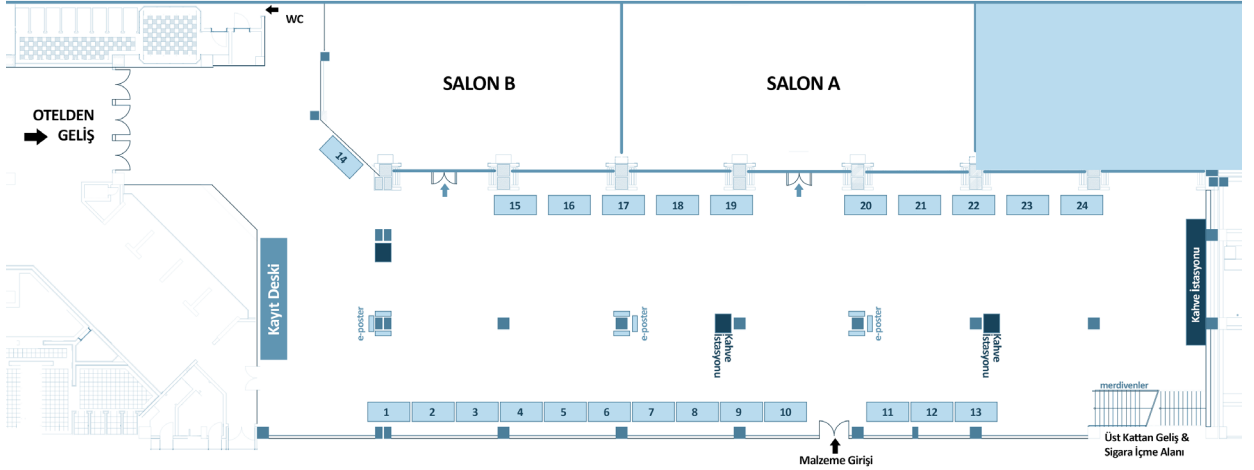 WC
SALON B
SALON A
OTELDEN
GELİŞ
14
15
16
17
18
19
20
21
22
23
24
Kayıt Deski
e-poster
e-poster
Kahve
İstasyonu
e-poster
Kahve
İstasyonu
Kahve İstasyonu
merdivenler
1
2
3
4
5
6
7
8
9
10
11
12
13
Malzeme Girişi
Üst Kattan Geliş &
Sigara İçme Alanı